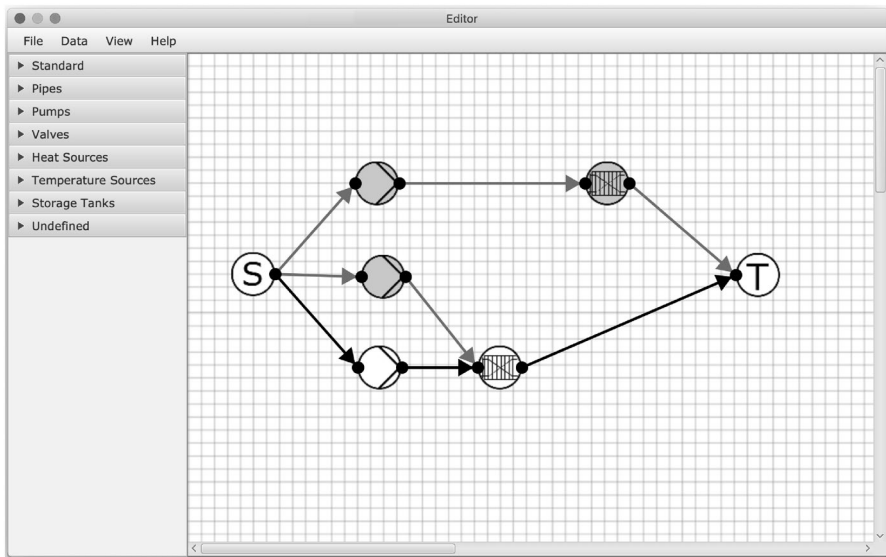 Editor
File Data View Help
Standard
Pipes
Pumps
Valves
Heat Sources
Temperature Sources
Storage Tanks
Undefined
S
T